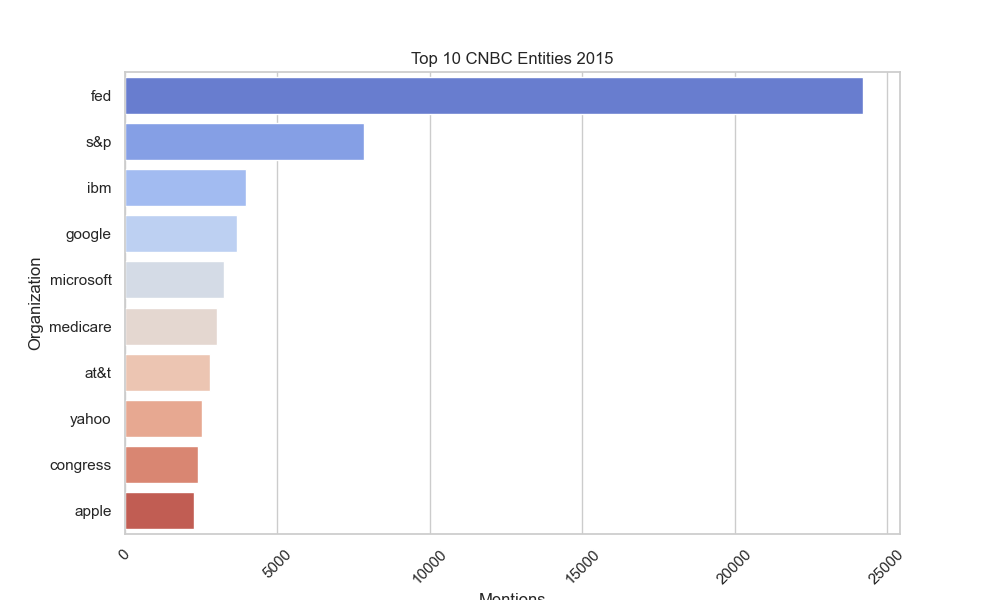 Top 10 CNBC Entities 2015
Organization
fed
s&p
ibm
google
microsoft
medicare
at&t
yahoo
congress
apple
0
5000
10000
15000
20000
25000
Mentions